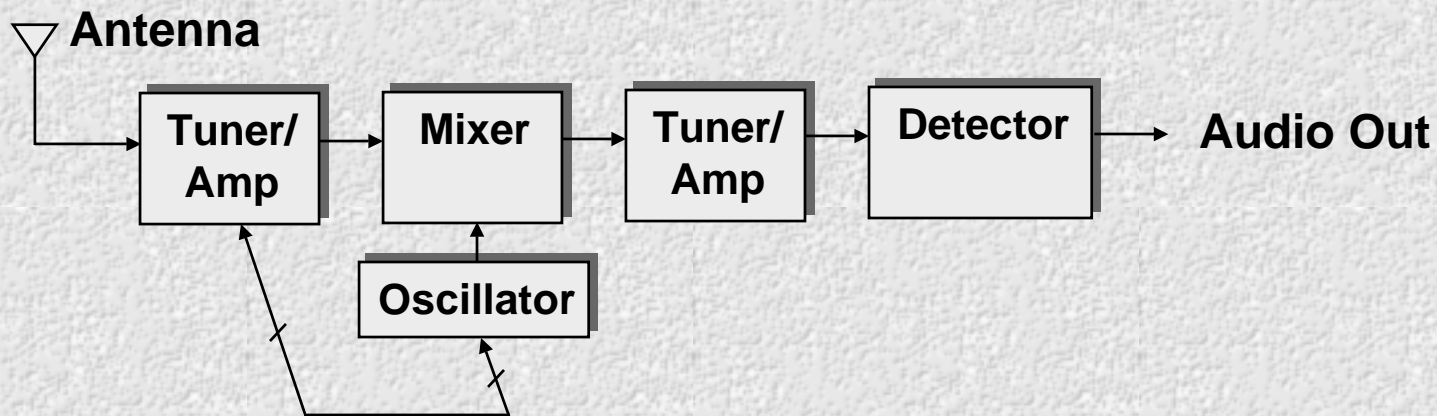 Antenna
Tuner/
Amp
Mixer
Tuner/
Amp
Detector
Audio Out
Oscillator